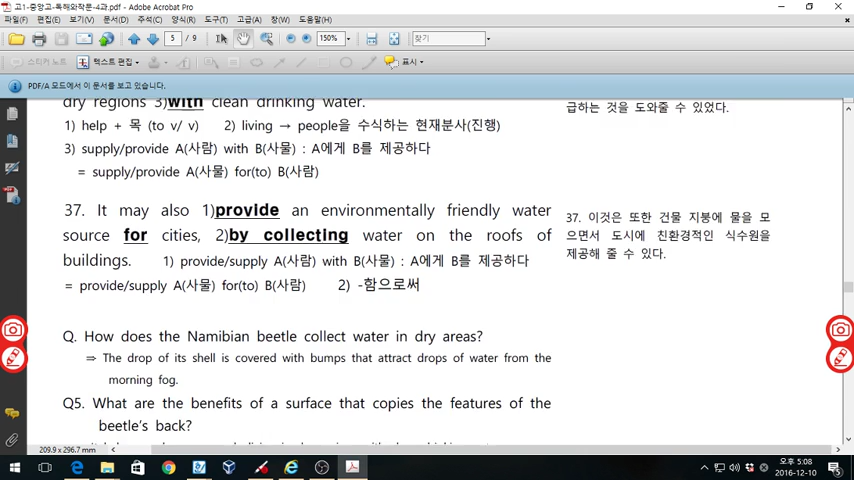 고1-중앙고-독해와작문-4과.pdf - Adobe Acrobat Pro
파일(F) 편집(E) 보기(V) 문서(D) 주석(C) 양식(R) 도구(T) 고급(A) 창(W) 도움말(H)
5 / 9 150% 찾기
스티커 노트 텍스트 편집 표시
PDF/A 모드에서 이 문서를 보고 있습니다.
dry regions 3)with clean drinking water.
급하는 것을 도와줄 수 있었다.
1) help + 목 (to v/ v) 2) living → people을 수식하는 현재분사(진행)
3) supply/provide A(사람) with B(사물) : A에게 B를 제공하다
= supply/provide A(사물) for(to) B(사람)
37. It may also 1)provide an environmentally friendly water
source for cities, 2)by collecting water on the roofs of
buildings. 1) provide/supply A(사람) with B(사물) : A에게 B를 제공하다
= provide/supply A(사물) for(to) B(사람) 2) -함으로써
37. 이것은 또한 건물 지붕에 물을 모
으면서 도시에 친환경적인 식수원을
제공해 줄 수 있다.
Q. How does the Namibian beetle collect water in dry areas?
⇒ The drop of its shell is covered with bumps that attract drops of water from the
morning fog.
Q5. What are the benefits of a surface that copies the features of the
beetle's back?
209.9 x 296.7 mm
오후 5:08
2016-12-10
5